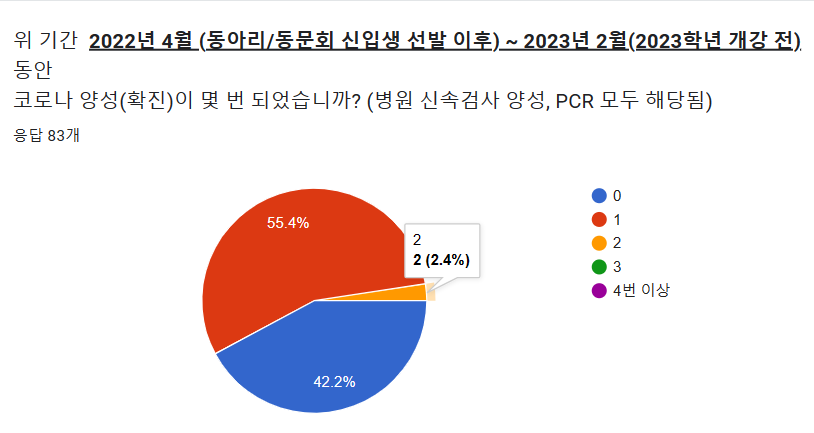 위 기간 2022년 4월 (동아리/동문회 신입생 선발 이후) ~ 2023년 2월(2023학년 개강 전)
동안
코로나 양성(확진)이 몇 번 되었습니까? (병원 신속검사 양성, PCR 모두 해당됨)
응답 83개
55.4%
2
2 (2.4%)
42.2%
0
1
2
3
4번 이상